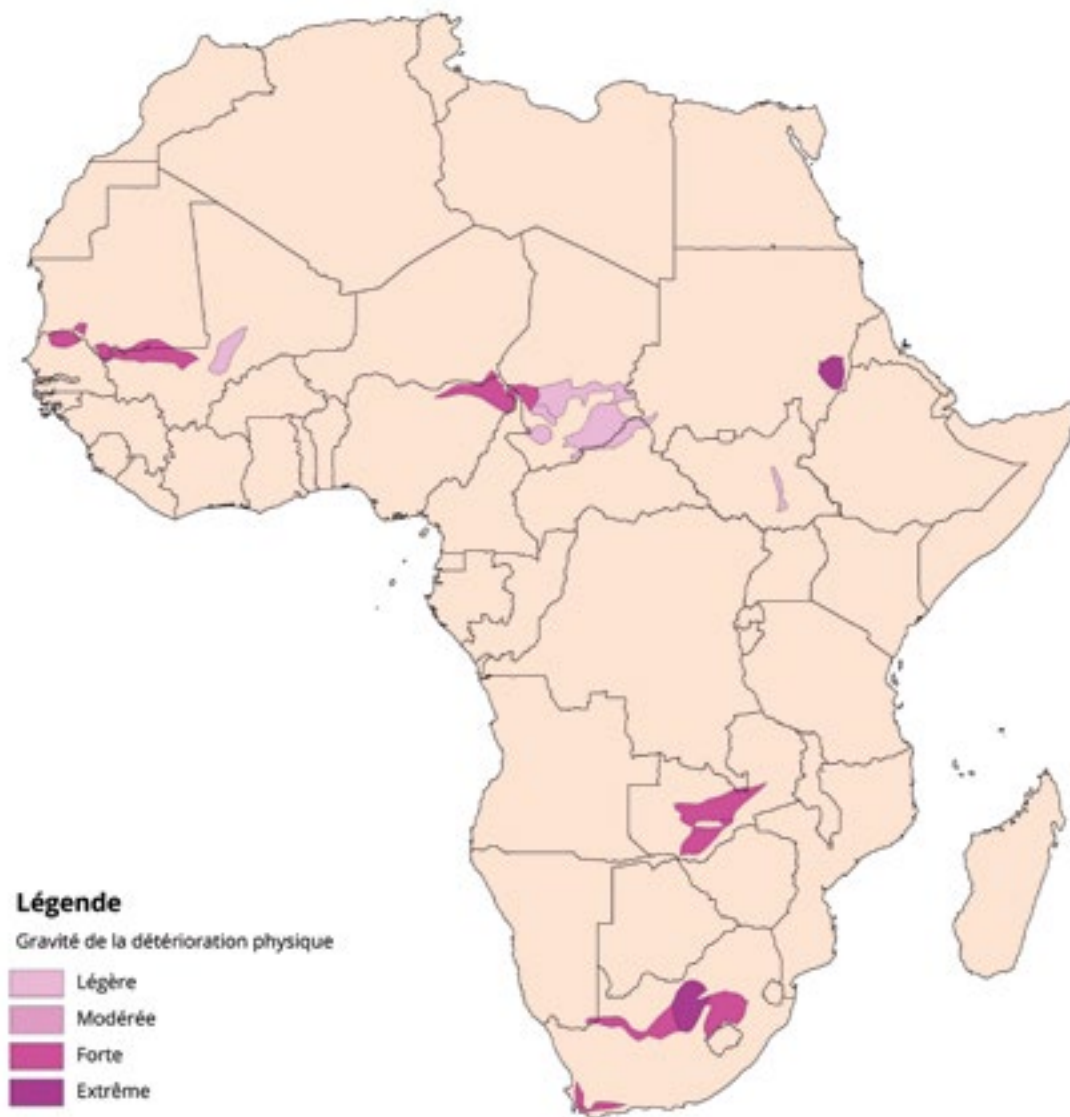 Légende
Gravité de la détérioration physique
Légère
Modérée
Forte
Extrême